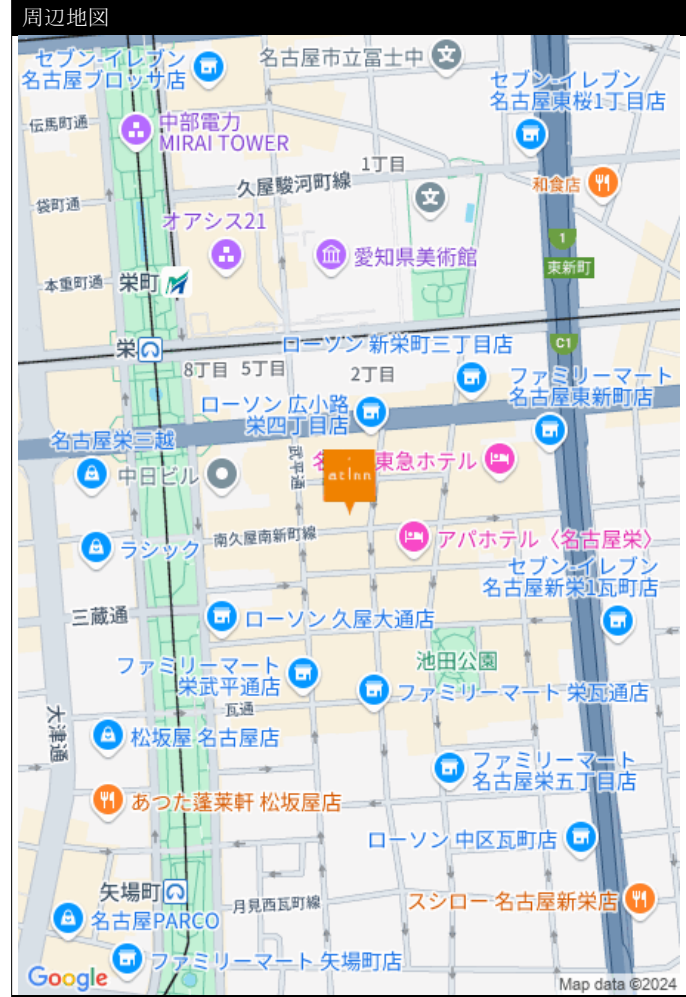 周辺地図
セブン-イレブン
名古屋ブロッサ店
名古屋市立冨士中
セブン-イレブン
名古屋東桜1丁目店
伝馬町通
中部電力
MIRAI TOWER
1丁目
久屋駿河町線
和食店
袋町通
オアシス21
愛知県美術館
1
東新町
本重町通
栄町
C1
栄
ローソン 新栄町三丁目店
8丁目
5丁目
2丁目
ファミリーマート
名古屋東新町店
ローソン 広小路
栄四丁目店
名古屋栄三越
武平通
中日ビル
東急ホテル
at Inn
南久屋南新町線
アパホテル〈名古屋栄〉
ラシック
セブン-イレブン
名古屋新栄1瓦町店
三蔵通
ローソン 久屋大通店
池田公園
ファミリーマート
栄武平通店
ファミリーマート 栄瓦通店
瓦通
大津通
松坂屋 名古屋店
ファミリーマート
名古屋栄五丁目店
あつた蓬莱軒 松坂屋店
ローソン 中区瓦町店
矢場町
月見西瓦町線
スシロー 名古屋新栄店
名古屋PARCO
ファミリーマート 矢場町店
Google
Map data ©2024